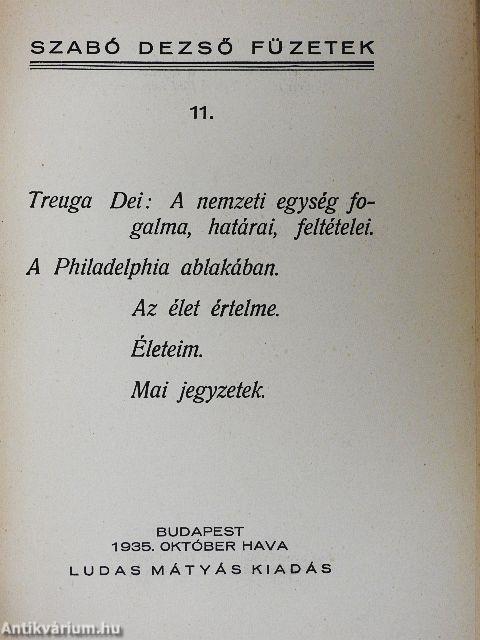 SZABÓ DEZSŐ FÜZETEK
11.
Treuga Dei: A nemzeti egység fo-
galma, határai, feltételei.
A Philadelphia ablakában.
Az élet értelme.
Életeim.
Mai jegyzetek.
BUDAPEST
1935. OKTÓBER HAVA
LUDAS MÁTYÁS KIADÁS
Antikvárium.hu